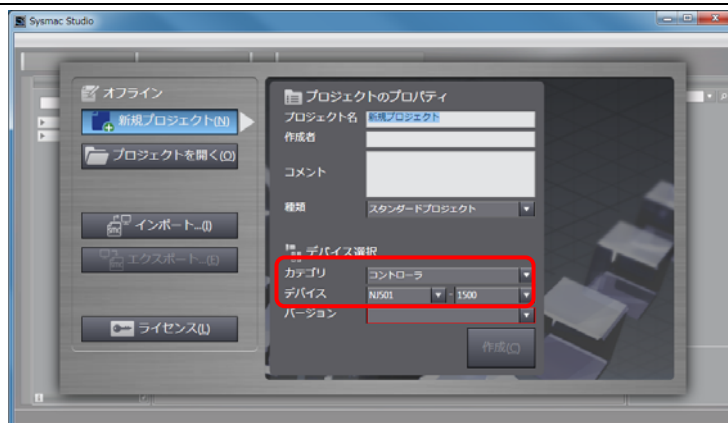 Sysmac Studio
オフライン
新規プロジェクト(N)
プロジェクトを開く(O)
インポート...(I)
エクスポート...(E)
ライセンス(L)
プロジェクトのプロパティ
プロジェクト名 新規プロジェクト
作成者
コメント
種類 スタンダードプロジェクト
デバイス選択
カテゴリ コントローラ
デバイス NJ501 - 1500
バージョン
作成(C)